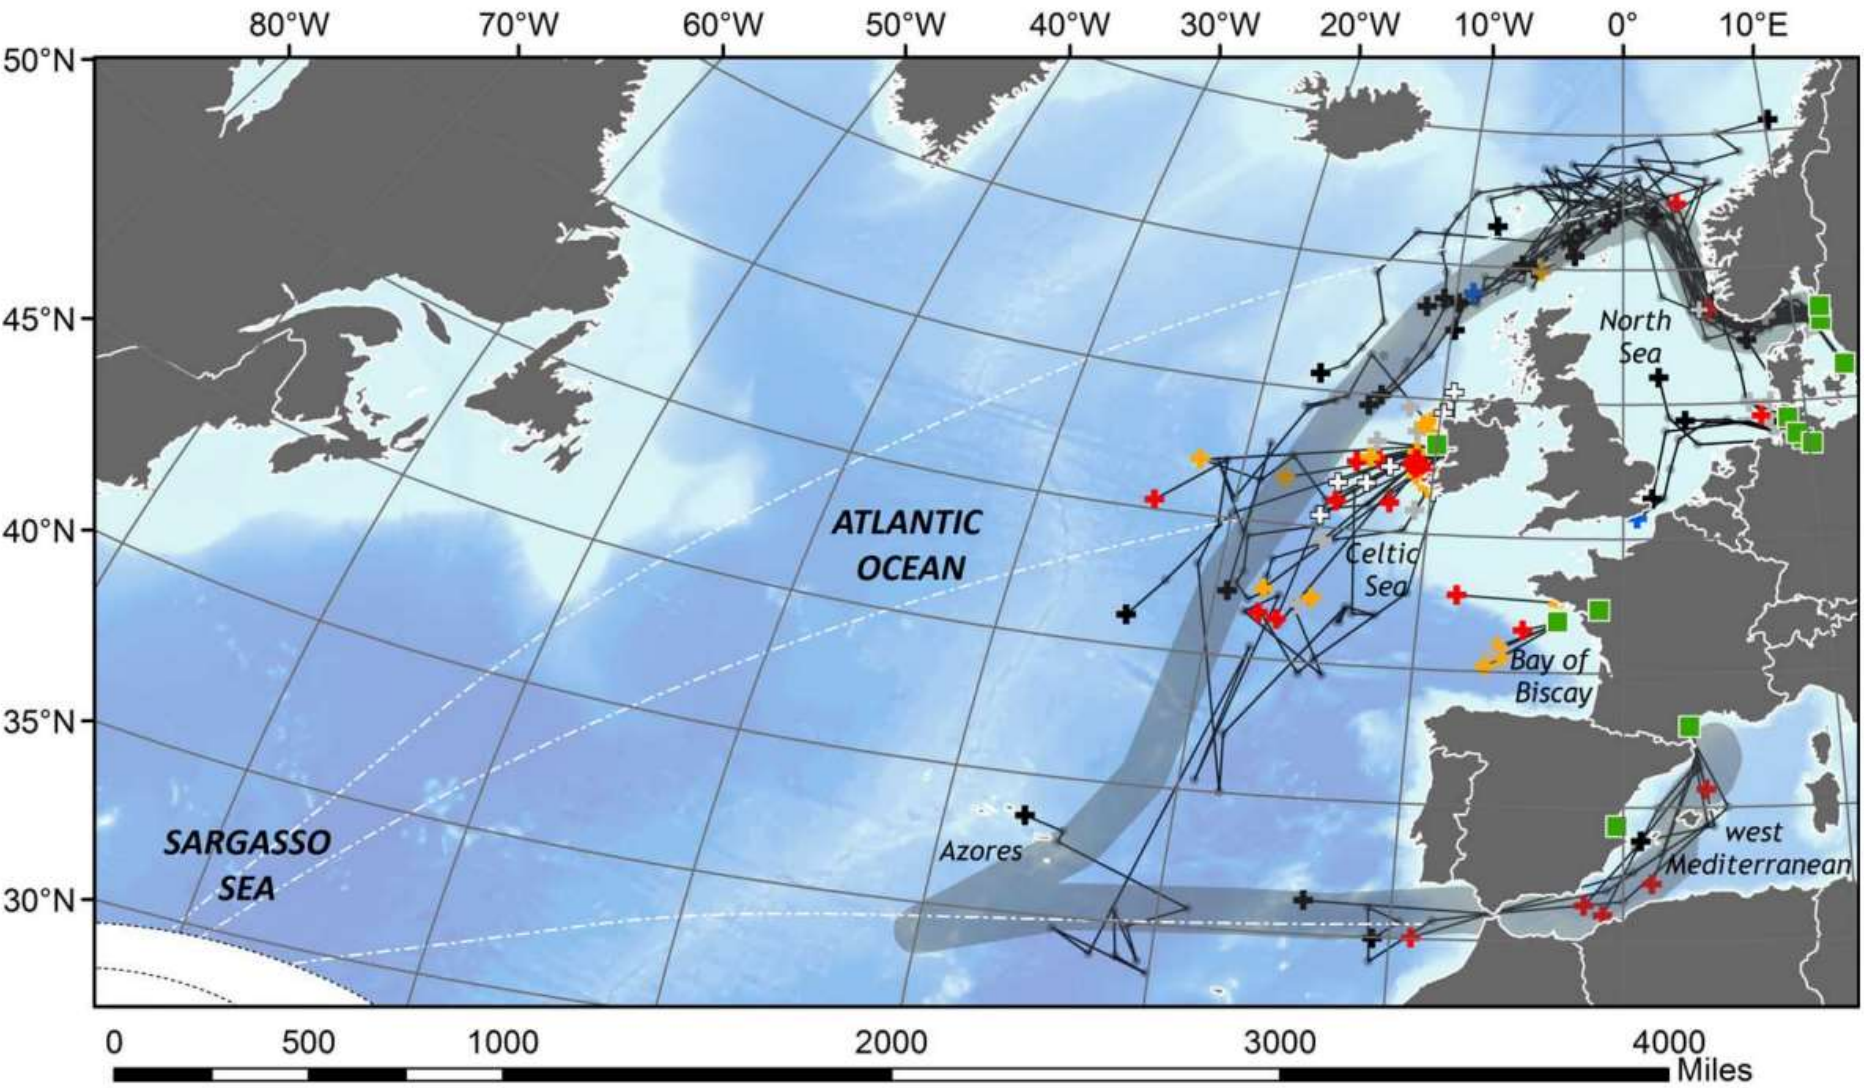 80°W 70°W 60°W 50°W 40°W 30°W 20°W 10°W 0° 10°E
50°N
45°N
40°N
35°N
30°N
North
Sea
ATLANTIC
OCEAN
Celtic
Sea
Bay of
Biscay
SARGASSO
SEA
Azores
west
Mediterranean
0 500 1000 2000 3000 4000
Miles